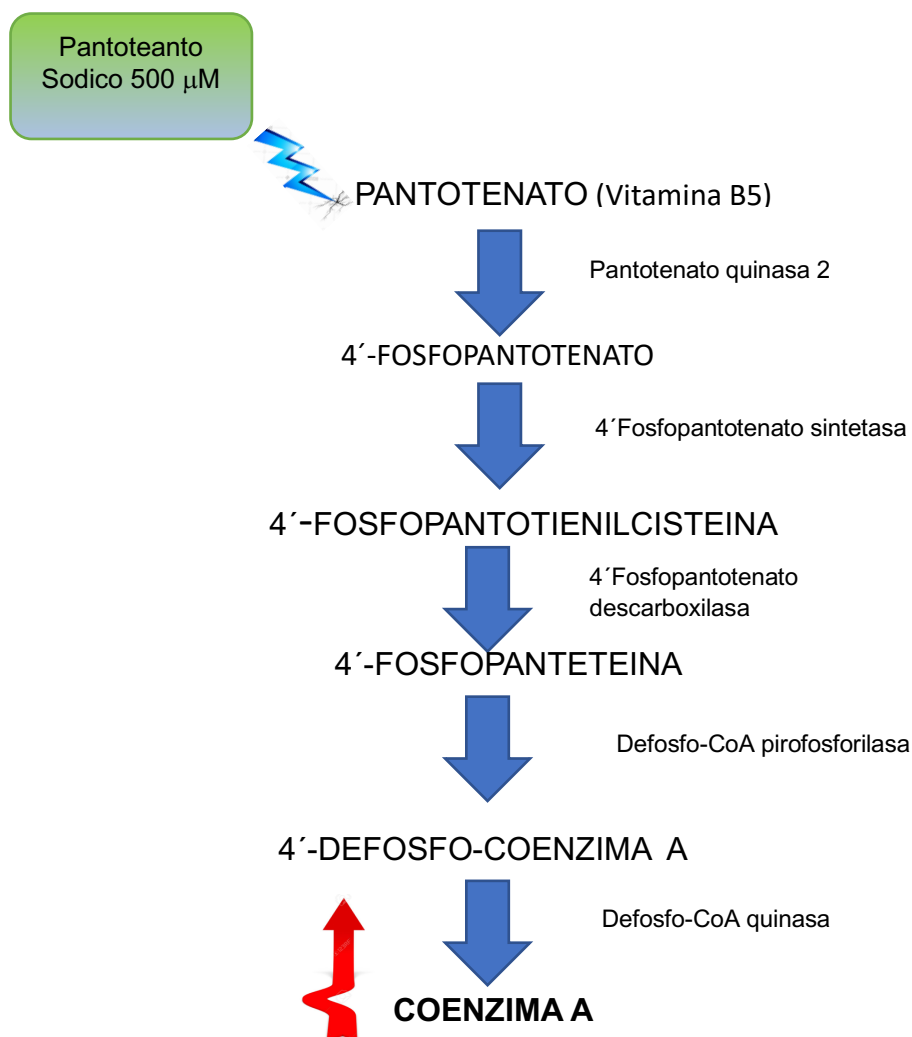 Pantoteanto
Sodico 500 μM
PANTOTENATO (Vitamina B5)
Pantotenato quinasa 2
4´-FOSFOPANTOTENATO
4´Fosfopantotenato sintetasa
4´-FOSFOPANTOTIENILCISTEINA
4´Fosfopantotenato
descarboxilasa
4´-FOSFOPANTETEINA
Defosfo-CoA pirofosforilasa
4´-DEFOSFO-COENZIMA A
Defosfo-CoA quinasa
COENZIMA A